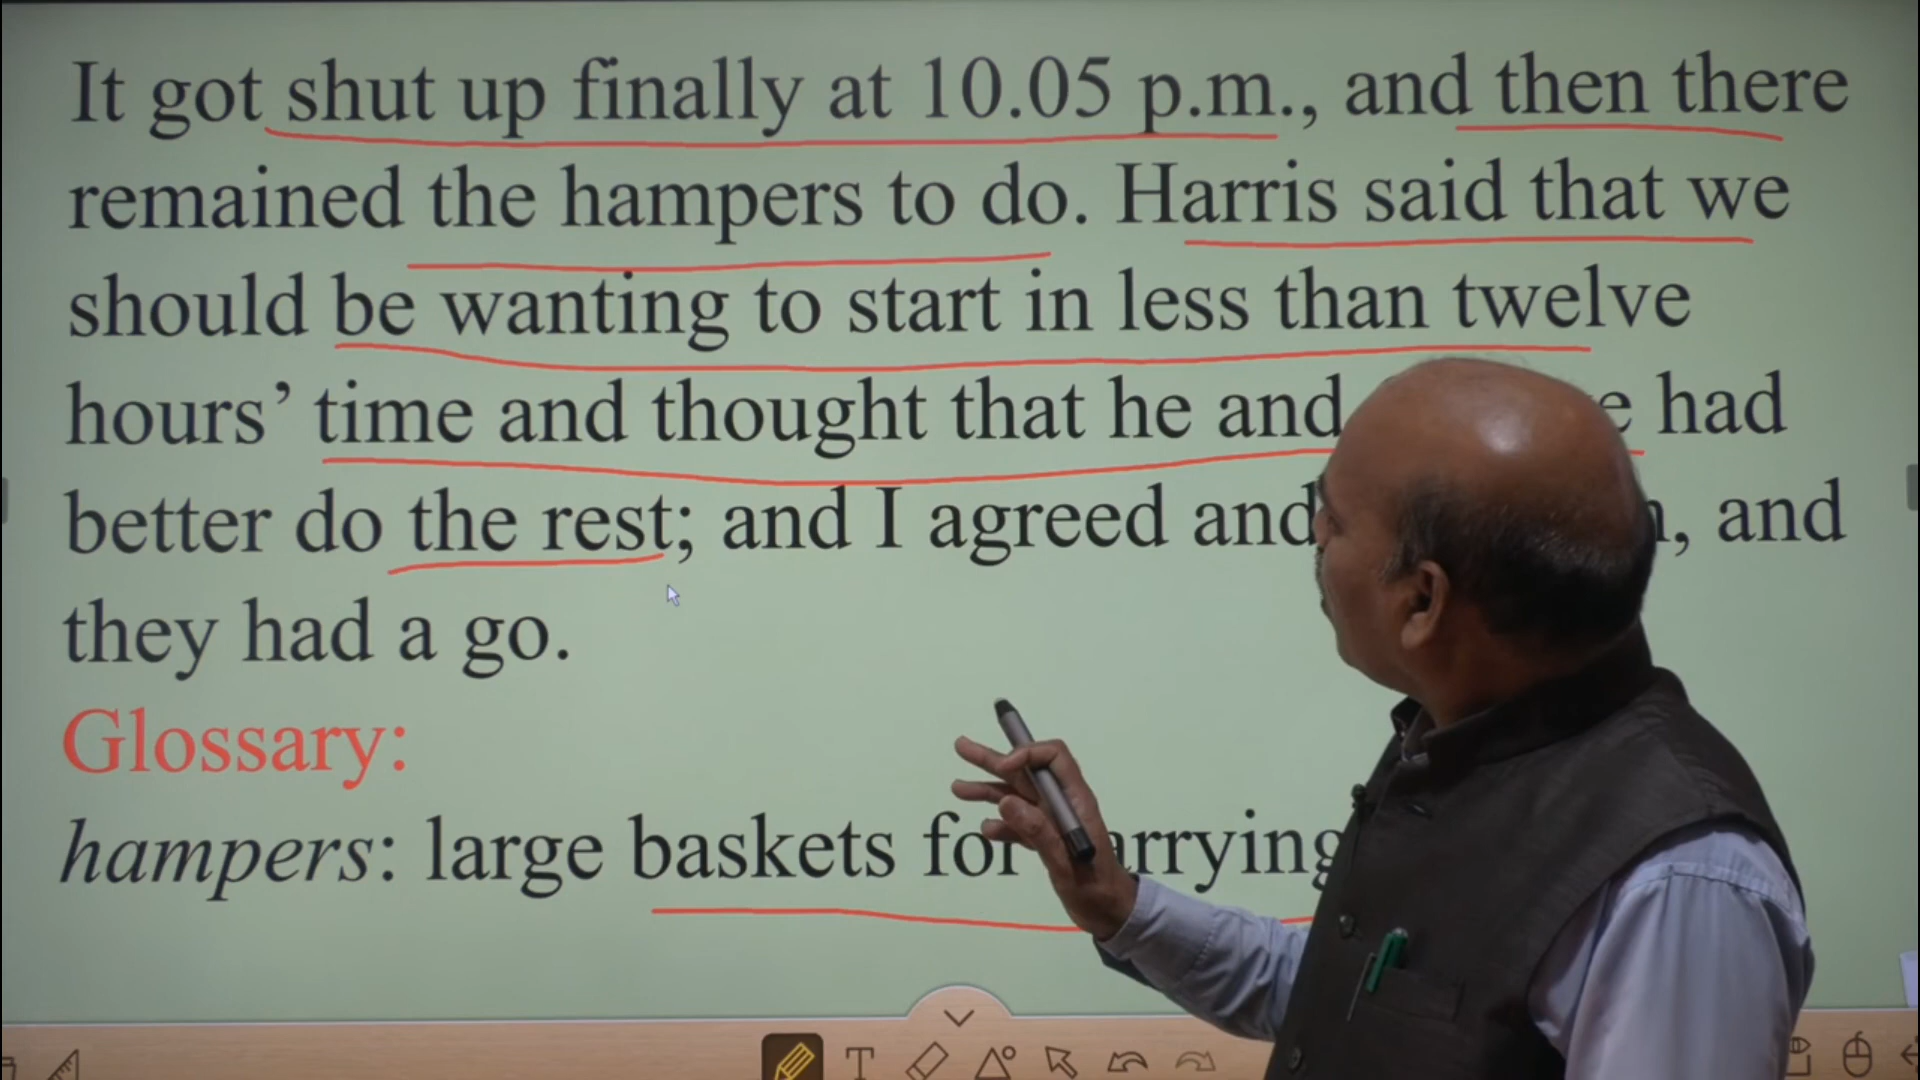 It got shut up finally at 10.05 p.m., and then there
remained the hampers to do. Harris said that we
should be wanting to start in less than twelve
hours’ time and thought that he and had
better do the rest; and I agreed and and
they had a go.
Glossary:
hampers: large baskets for
T